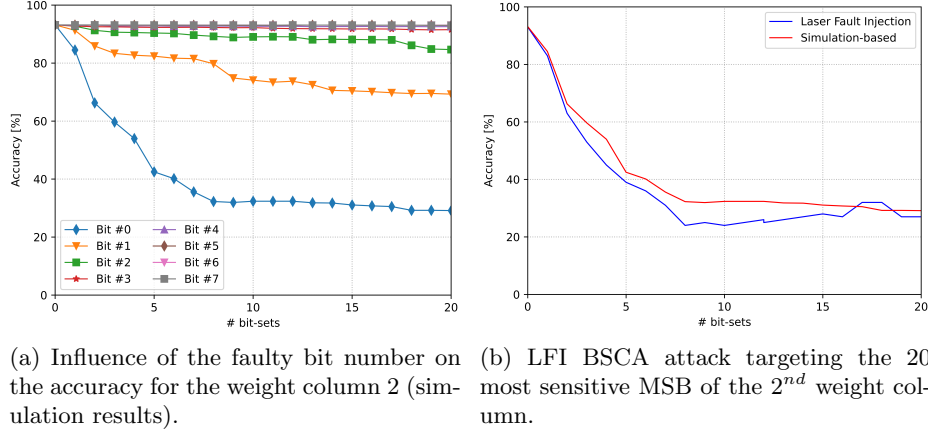 100
80
60
40
20
0
Accuracy [%]
Bit #0
Bit #1
Bit #2
Bit #3
Bit #4
Bit #5
Bit #6
Bit #7
0 5 10 15 20
# bit-sets
100
80
60
40
20
0
Accuracy [%]
Laser Fault Injection
Simulation-based
0 5 10 15 20
# bit-sets
(a) Influence of the faulty bit number on
the accuracy for the weight column 2 (sim-
ulation results).
(b) LFI BSCA attack targeting the 20
most sensitive MSB of the 2nd weight col-
umn.